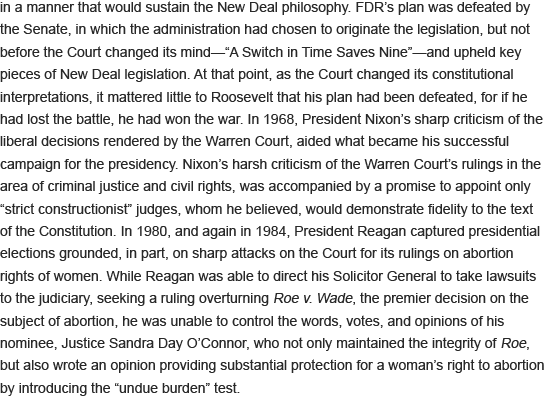 in a manner that would sustain the New Deal philosophy. FDR’s plan was defeated by
the Senate, in which the administration had chosen to originate the legislation, but not
before the Court changed its mind—“A Switch in Time Saves Nine”—and upheld key
pieces of New Deal legislation. At that point, as the Court changed its constitutional
interpretations, it mattered little to Roosevelt that his plan had been defeated, for if he
had lost the battle, he had won the war. In 1968, President Nixon’s sharp criticism of the
liberal decisions rendered by the Warren Court, aided what became his successful
campaign for the presidency. Nixon’s harsh criticism of the Warren Court’s rulings in the
area of criminal justice and civil rights, was accompanied by a promise to appoint only
“strict constructionist” judges, whom he believed, would demonstrate fidelity to the text
of the Constitution. In 1980, and again in 1984, President Reagan captured presidential
elections grounded, in part, on sharp attacks on the Court for its rulings on abortion
rights of women. While Reagan was able to direct his Solicitor General to take lawsuits
to the judiciary, seeking a ruling overturning Roe v. Wade, the premier decision on the
subject of abortion, he was unable to control the words, votes, and opinions of his
nominee, Justice Sandra Day O’Connor, who not only maintained the integrity of Roe,
but also wrote an opinion providing substantial protection for a woman’s right to abortion
by introducing the “undue burden” test.